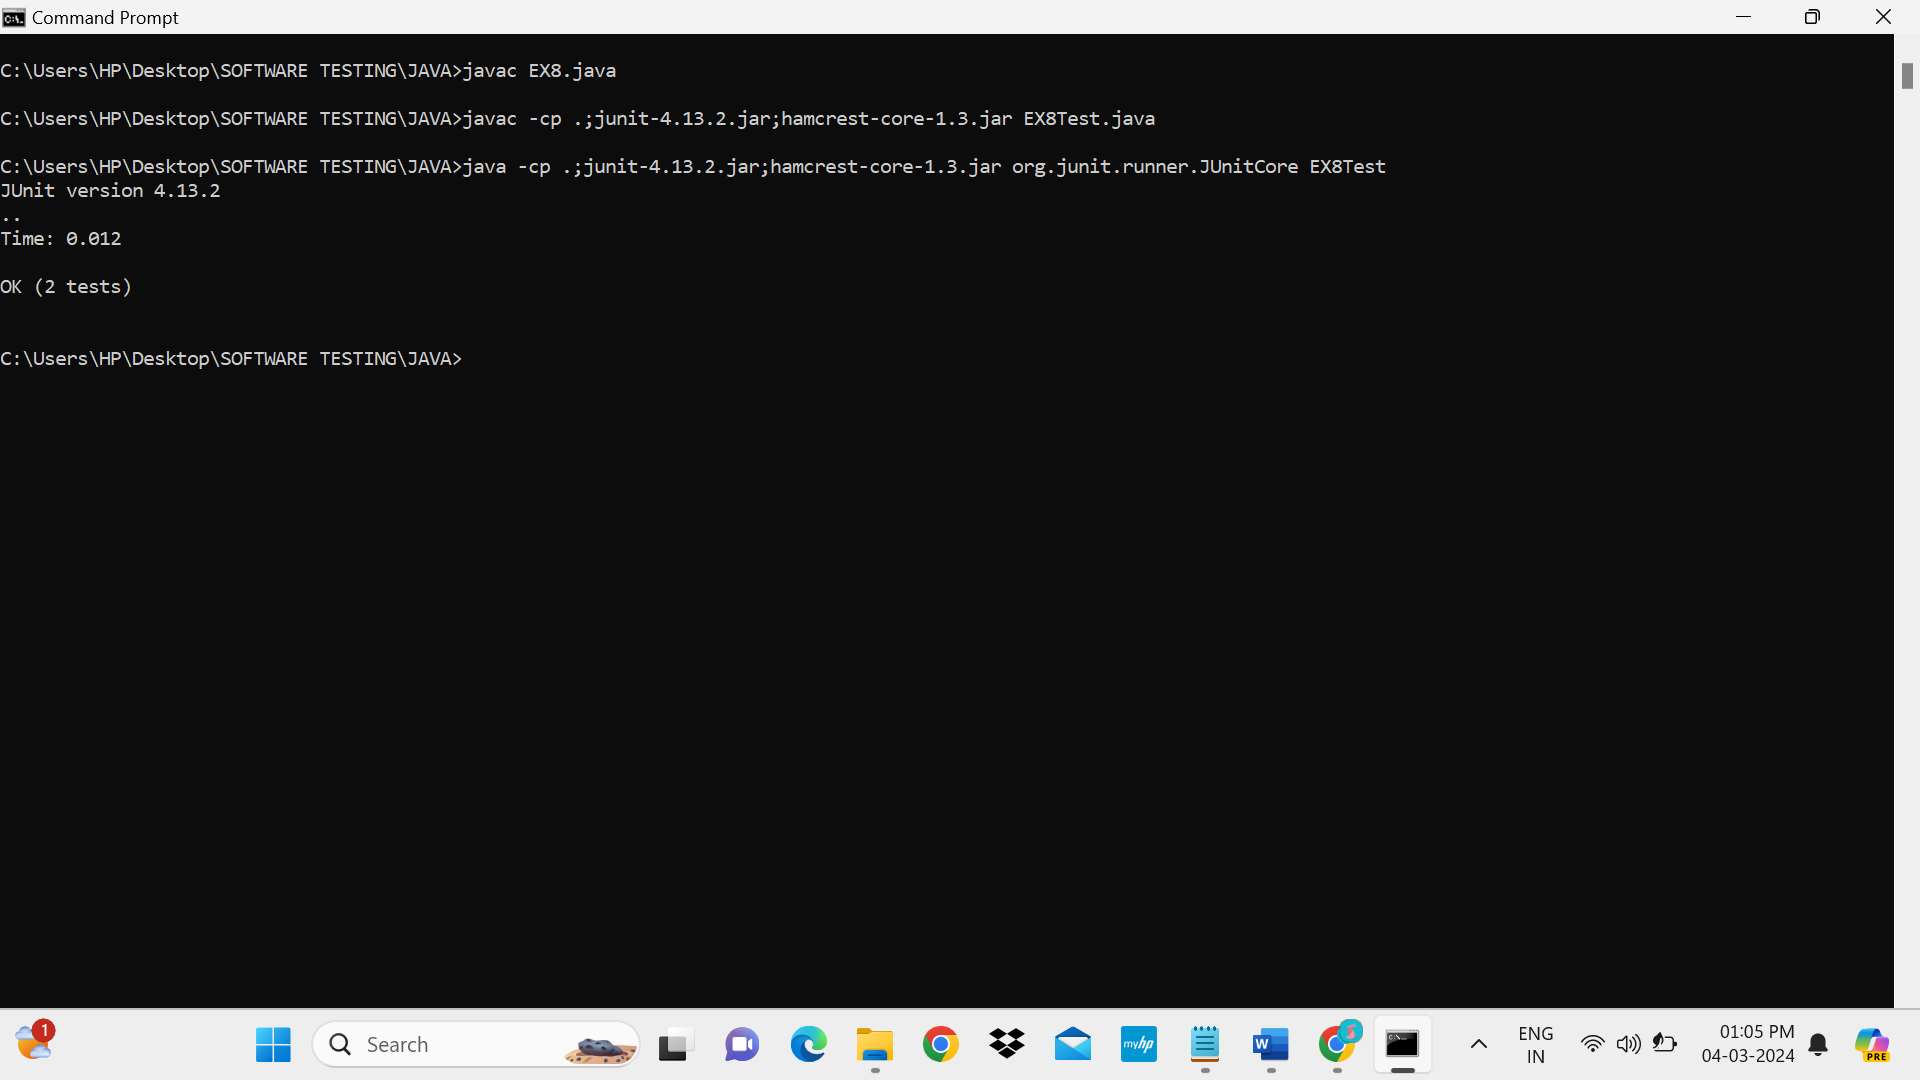 Command Prompt
C:\Users\HP\Desktop\SOFTWARE TESTING\JAVA>javac EX8.java
C:\Users\HP\Desktop\SOFTWARE TESTING\JAVA>javac -cp .;junit-4.13.2.jar;hamcrest-core-1.3.jar EX8Test.java
C:\Users\HP\Desktop\SOFTWARE TESTING\JAVA>java -cp .;junit-4.13.2.jar;hamcrest-core-1.3.jar org.junit.runner.JUnitCore EX8Test
JUnit version 4.13.2
..
Time: 0.012
OK (2 tests)
C:\Users\HP\Desktop\SOFTWARE TESTING\JAVA>
1
Search
myhp
W
ENG
IN
01:05 PM
04-03-2024
PRE